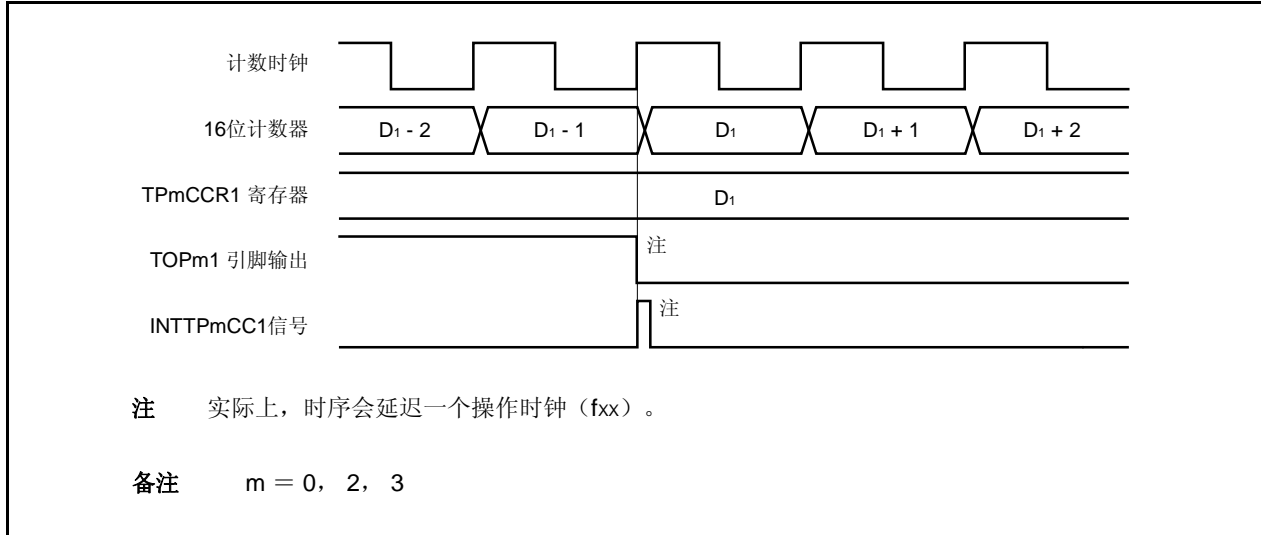 计数时钟
16位计数器 D1 - 2 D1 - 1 D1 D1 + 1 D1 + 2
TPmCCR1 寄存器 D1
TOPm1 引脚输出 注
INTTPmCC1信号 注
注 实际上，时序会延迟一个操作时钟（fxx）。
备注 m ＝ 0， 2， 3